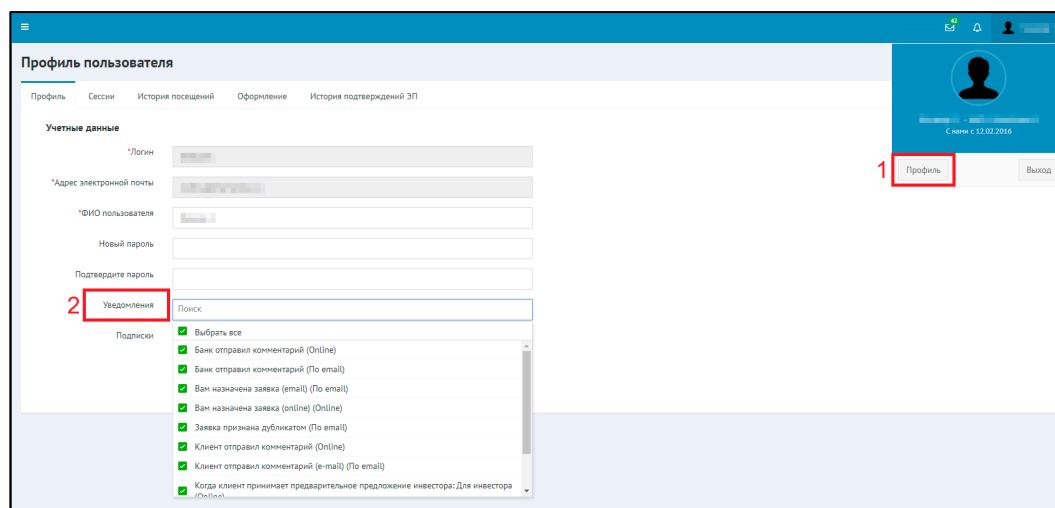 42
Профиль пользователя
Профиль Сессии История посещений Оформление История подтверждений ЭП
С нами с 12.02.2016
1 Профиль Выход
Учетные данные
*Логин
*Адрес электронной почты
*ФИО пользователя
Новый пароль
Подтвердите пароль
2 Уведомления Поиск
Подписки Выбрать все
Банк отправил комментарий (Online)
Банк отправил комментарий (По email)
Вам назначена заявка (email) (По email)
Вам назначена заявка (online) (Online)
Заявка признана дубликатом (По email)
Клиент отправил комментарий (Online)
Клиент отправил комментарий (e-mail) (По email)
Когда клиент принимает предварительное предложение инвестора: Для инвестора
(Online)